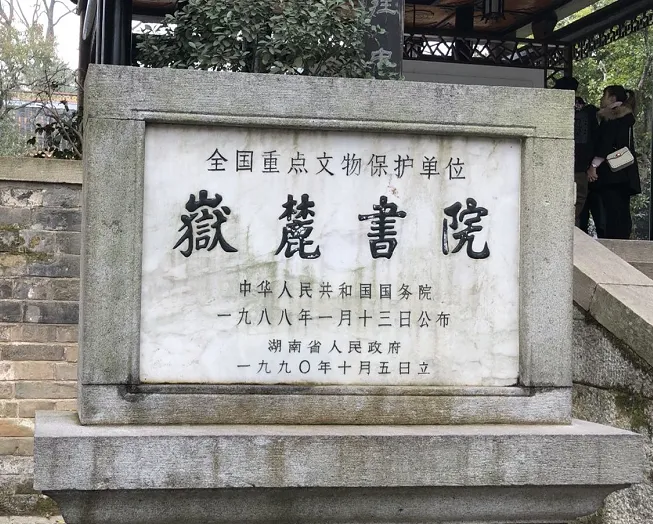 全国重点文物保护单位
嶽麓書院
中华人民共和国国务院
一九八八年一月十三日公布
湖南省人民政府
一九九〇年十月五日立